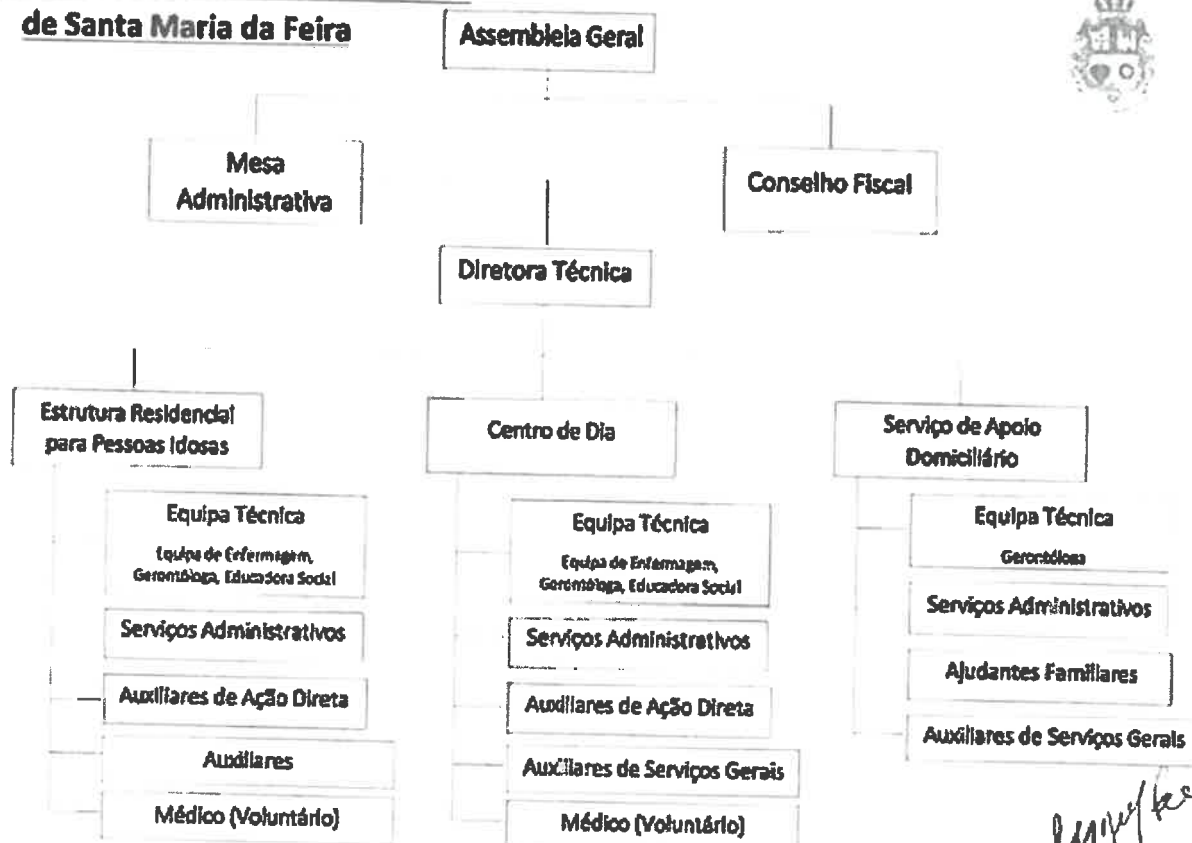 de Santa Maria da Feira
Assembleia Geral
Mesa
Administrativa
Conselho Fiscal
Diretora Técnica
Estrutura Residencial
para Pessoas Idosas
Equipa Técnica
Equipa de Enfermagem,
Gerontóloga, Educadora Social
Serviços Administrativos
Auxiliares de Ação Direta
Auxiliares
Médico (Voluntário)
Centro de Dia
Equipa Técnica
Equipa de Enfermagem,
Gerontóloga, Educadora Social
Serviços Administrativos
Auxiliares de Ação Direta
Auxiliares de Serviços Gerais
Médico (Voluntário)
Serviço de Apoio
Domiciliário
Equipa Técnica
Gerontóloga
Serviços Administrativos
Ajudantes Familiares
Auxiliares de Serviços Gerais